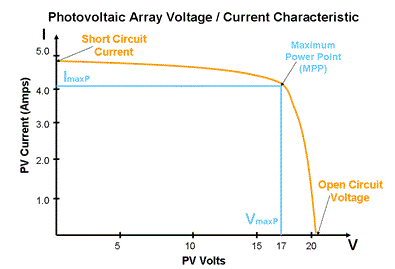 Photovoltaic Array Voltage / Current Characteristic
I
Short Circuit
Current
Maximum
Power Point
(MPP)
5.0
ImaxP
4.0
3.0
2.0
1.0
PV Current (Amps)
Open Circuit
Voltage
VmaxP
5
10
15
17
20
V
PV Volts